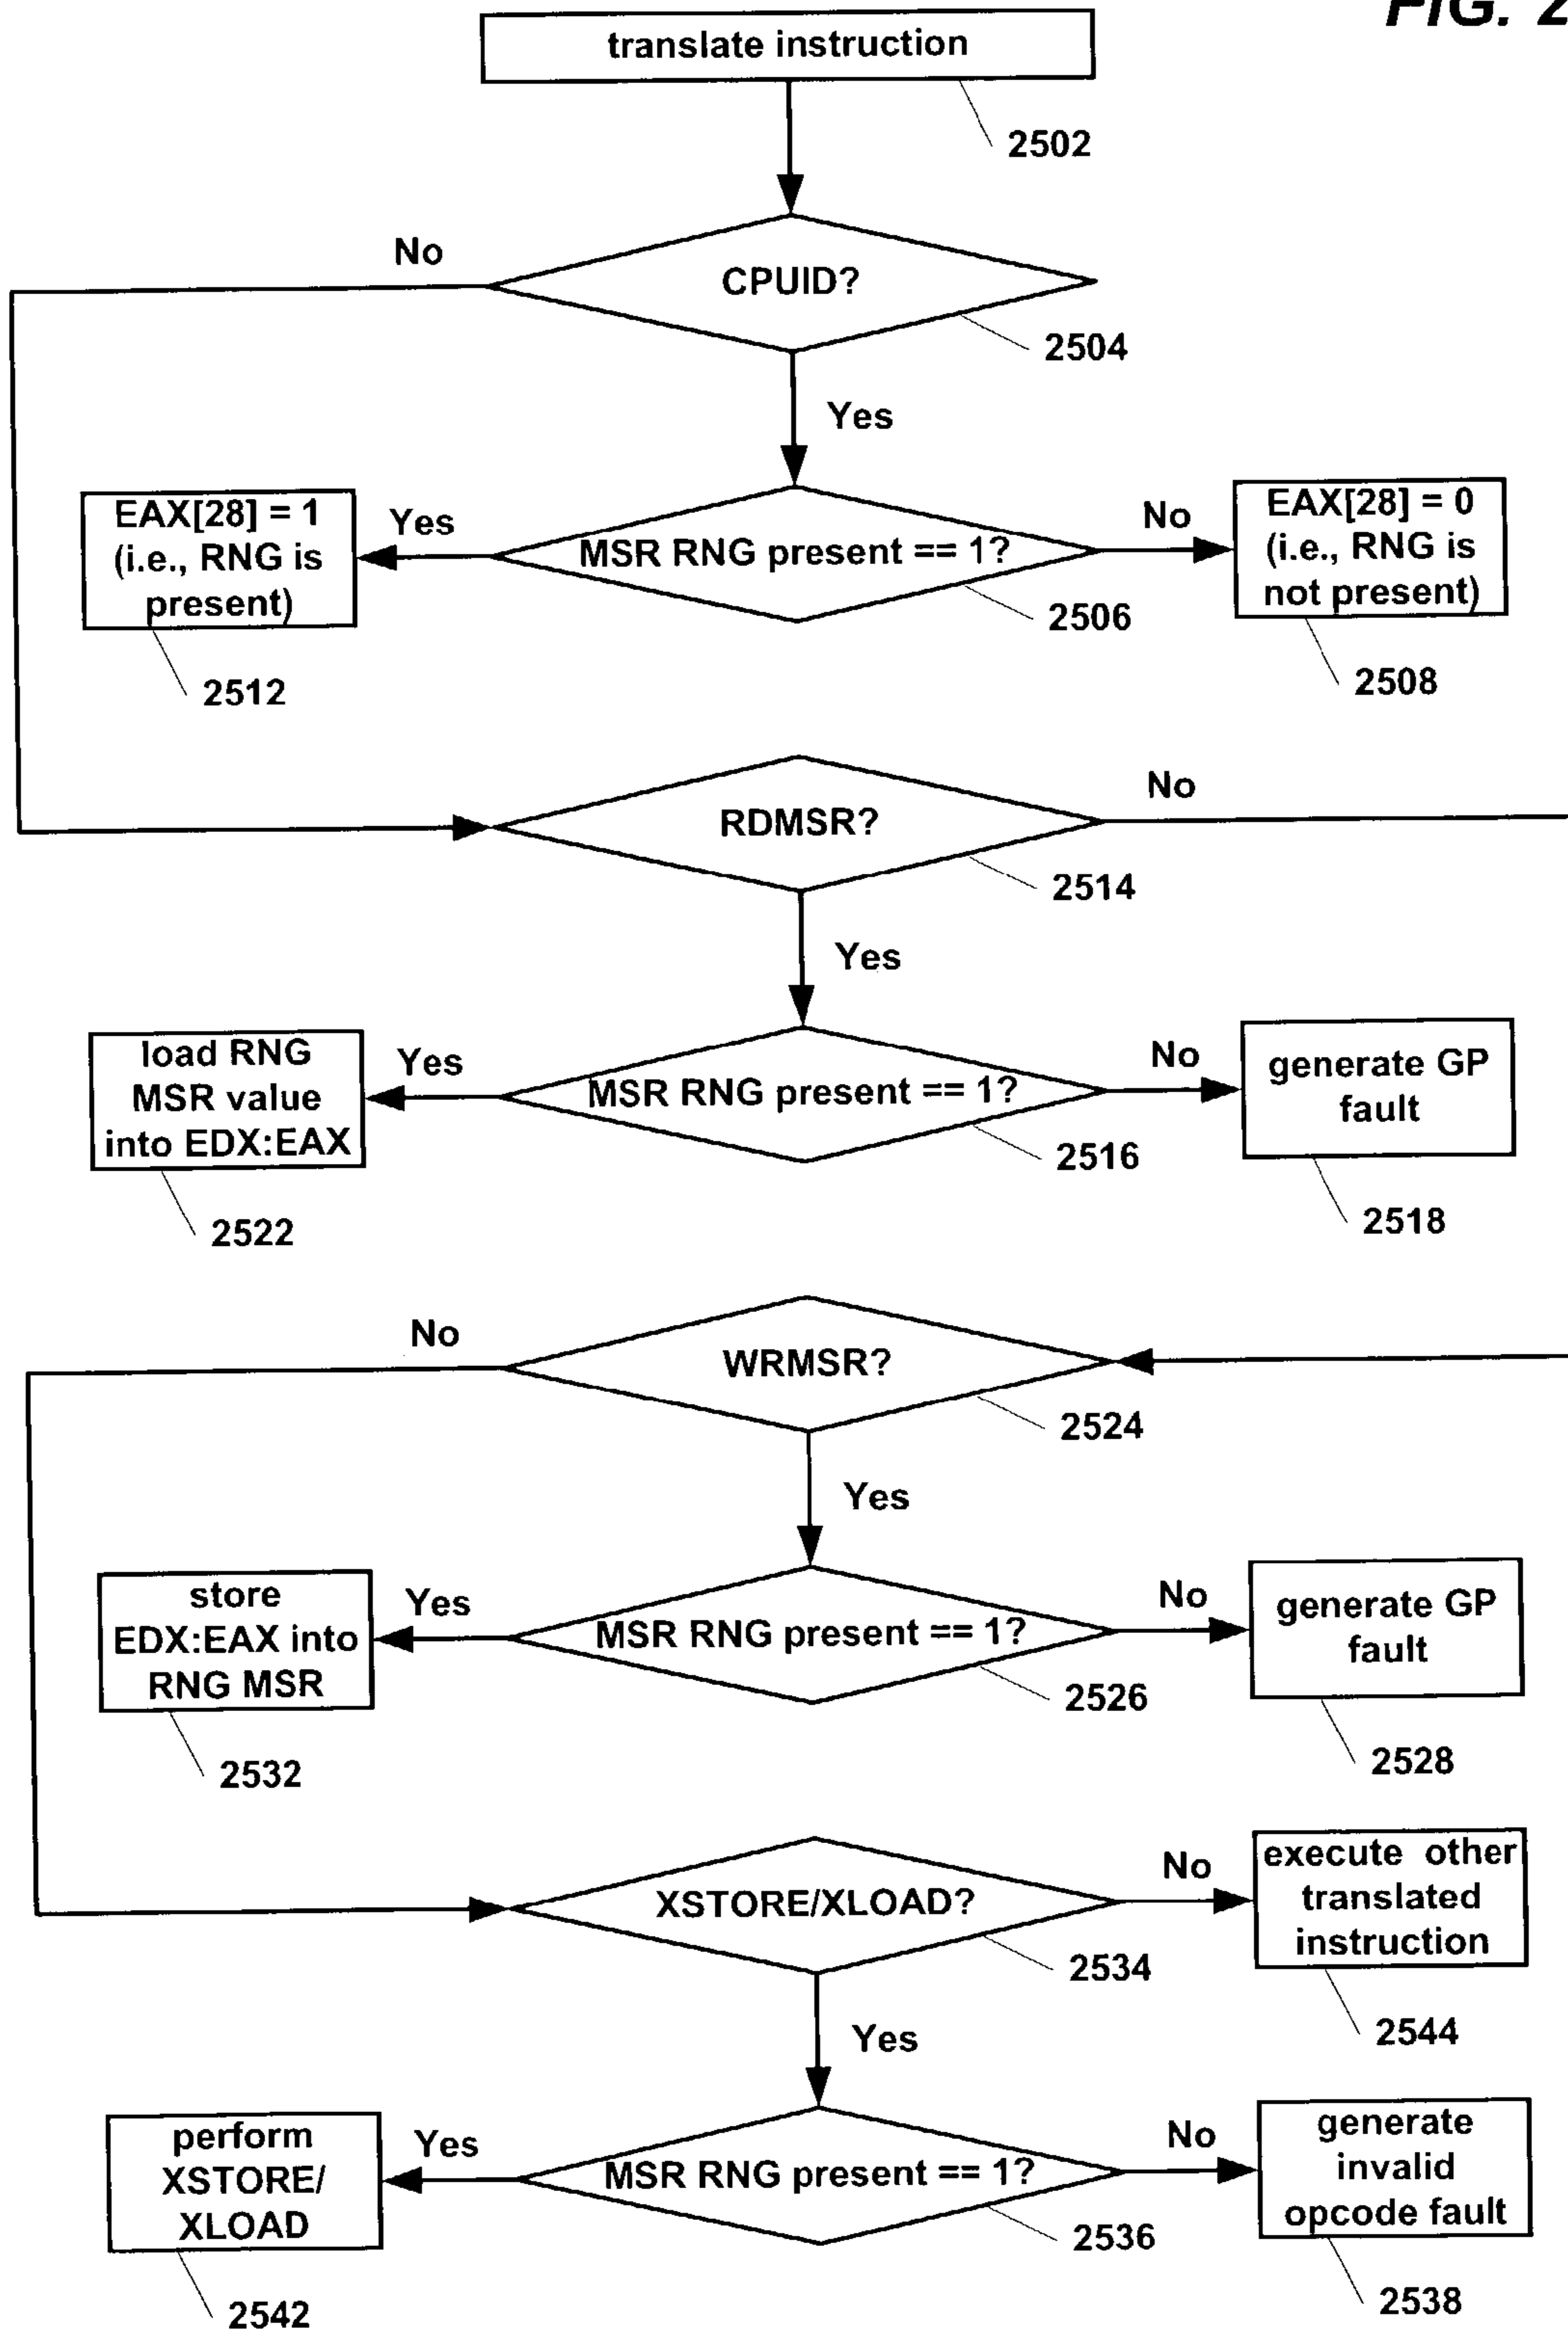 FIG. 2
translate instruction
2502
No
CPUID?
2504
Yes
EAX[28] = 1
(i.e., RNG is
present)
Yes
MSR RNG present == 1?
No
EAX[28] = 0
(i.e., RNG is
not present)
2506
2512
2508
RDMSR?
No
2514
Yes
load RNG
MSR value
into EDX:EAX
Yes
MSR RNG present == 1?
No
generate GP
fault
2516
2522
2518
No
WRMSR?
2524
Yes
store
EDX:EAX into
RNG MSR
Yes
MSR RNG present == 1?
No
generate GP
fault
2526
2532
2528
XSTORE/XLOAD?
No
execute other
translated
instruction
2534
2544
Yes
perform
XSTORE/
XLOAD
Yes
MSR RNG present == 1?
No
generate
invalid
opcode fault
2536
2542
2538